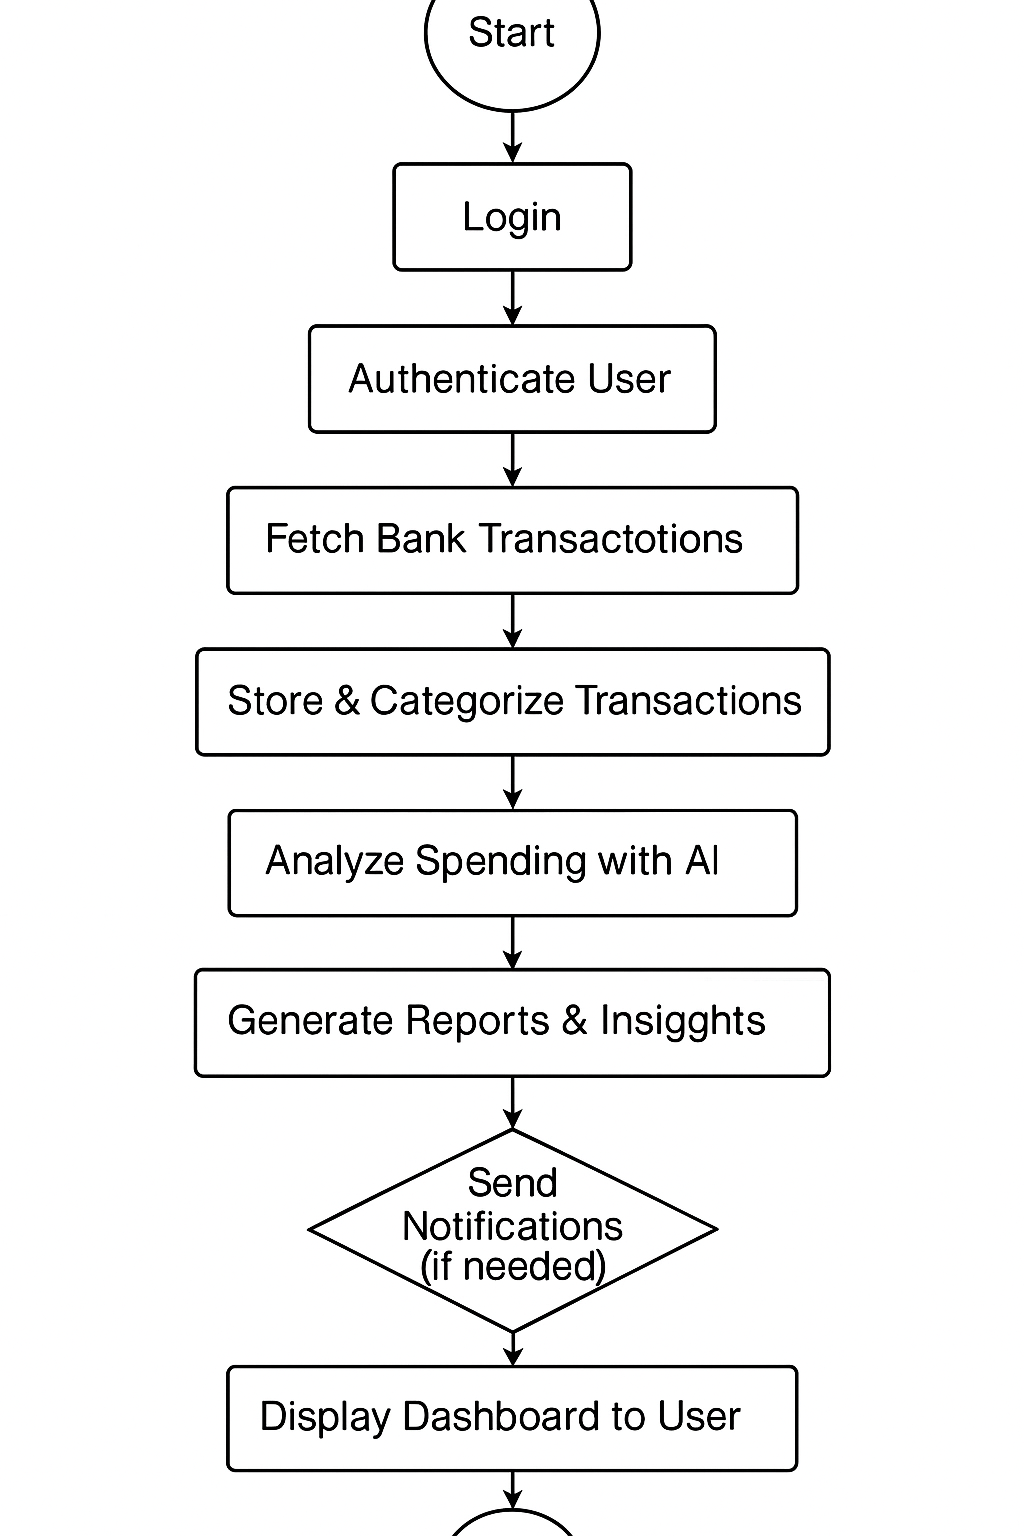 Start
Login
Authenticate User
Fetch Bank Transactotions
Store & Categorize Transactions
Analyze Spending with AI
Generate Reports & Insigghts
Send
Notifications
(if needed)
Display Dashboard to User